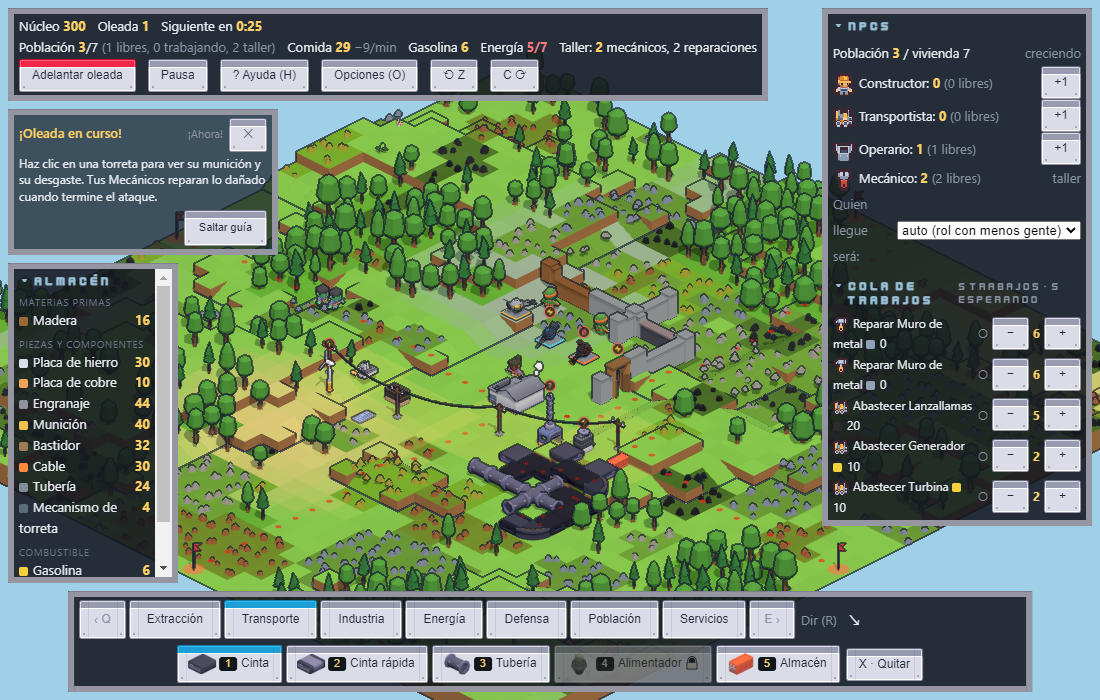 Núcleo 300 Oleada 1 Siguiente en 0:25
Población 3/7 (1 libres, 0 trabajando, 2 taller) Comida 29 −9/min Gasolina 6 Energía 5/7 Taller: 2 mecánicos, 2 reparaciones
Adelantar oleada Pausa ? Ayuda (H) Opciones (O) ⟲ Z C ⟳
¡Oleada en curso! ¡Ahora! X
Haz clic en una torreta para ver su munición y
su desgaste. Tus Mecánicos reparan lo dañado
cuando termine el ataque.
Saltar guía
ALMACÉN
MATERIAS PRIMAS
Madera 16
PIEZAS Y COMPONENTES
Placa de hierro 30
Placa de cobre 10
Engranaje 44
Munición 40
Bastidor 32
Cable 30
Tubería 24
Mecanismo de 4
torreta
COMBUSTIBLE
Gasolina 6
NPCS
Población 3 / vivienda 7 creciendo
Constructor: 0 (0 libres) +1
Transportista: 0 (0 libres) +1
Operario: 1 (1 libres) +1
Mecánico: 2 (2 libres) taller
Quien
llegue auto (rol con menos gente)
será:
COLA DE 5 TRABAJOS · 5
TRABAJOS ESPERANDO
Reparar Muro de
metal 0 − 6 +
Reparar Muro de
metal 0 − 6 +
Abastecer Lanzallamas
20 − 5 +
Abastecer Generador
10 − 2 +
Abastecer Turbina
10 − 2 +
‹ Q Extracción Transporte Industria Energía Defensa Población Servicios E › Dir (R) ↘
1 Cinta 2 Cinta rápida 3 Tubería 4 Alimentador 5 Almacén X · Quitar